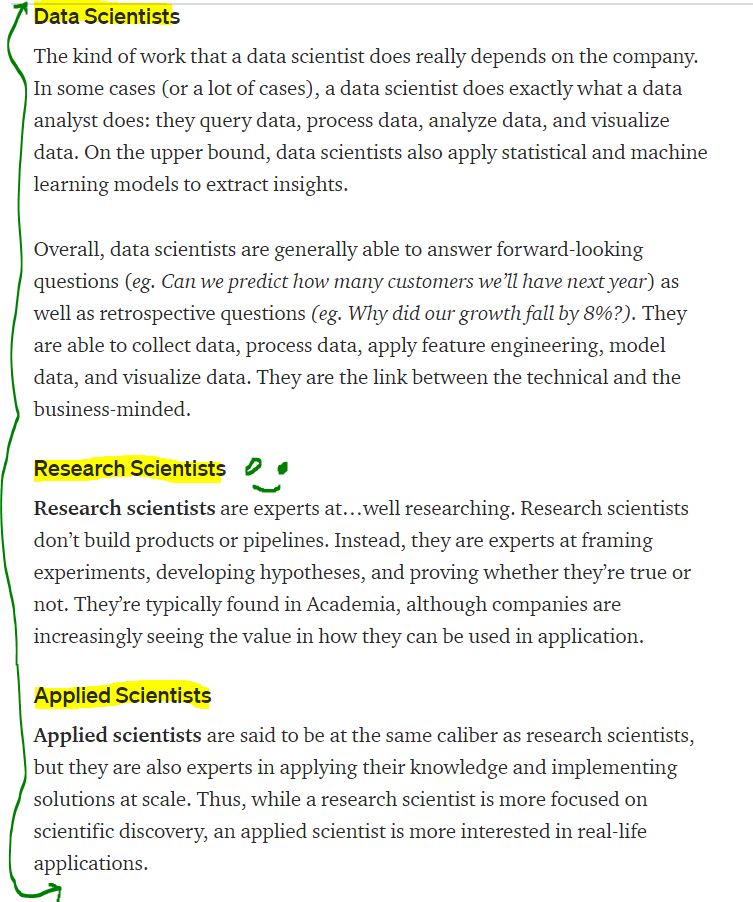 Data Scientists
The kind of work that a data scientist does really depends on the company.
In some cases (or a lot of cases), a data scientist does exactly what a data
analyst does: they query data, process data, analyze data, and visualize
data. On the upper bound, data scientists also apply statistical and machine
learning models to extract insights.
Overall, data scientists are generally able to answer forward-looking
questions (eg. Can we predict how many customers we’ll have next year) as
well as retrospective questions (eg. Why did our growth fall by 8%?). They
are able to collect data, process data, apply feature engineering, model
data, and visualize data. They are the link between the technical and the
business-minded.
Research Scientists
Research scientists are experts at…well researching. Research scientists
don’t build products or pipelines. Instead, they are experts at framing
experiments, developing hypotheses, and proving whether they’re true or
not. They’re typically found in Academia, although companies are
increasingly seeing the value in how they can be used in application.
Applied Scientists
Applied scientists are said to be at the same caliber as research scientists,
but they are also experts in applying their knowledge and implementing
solutions at scale. Thus, while a research scientist is more focused on
scientific discovery, an applied scientist is more interested in real-life
applications.